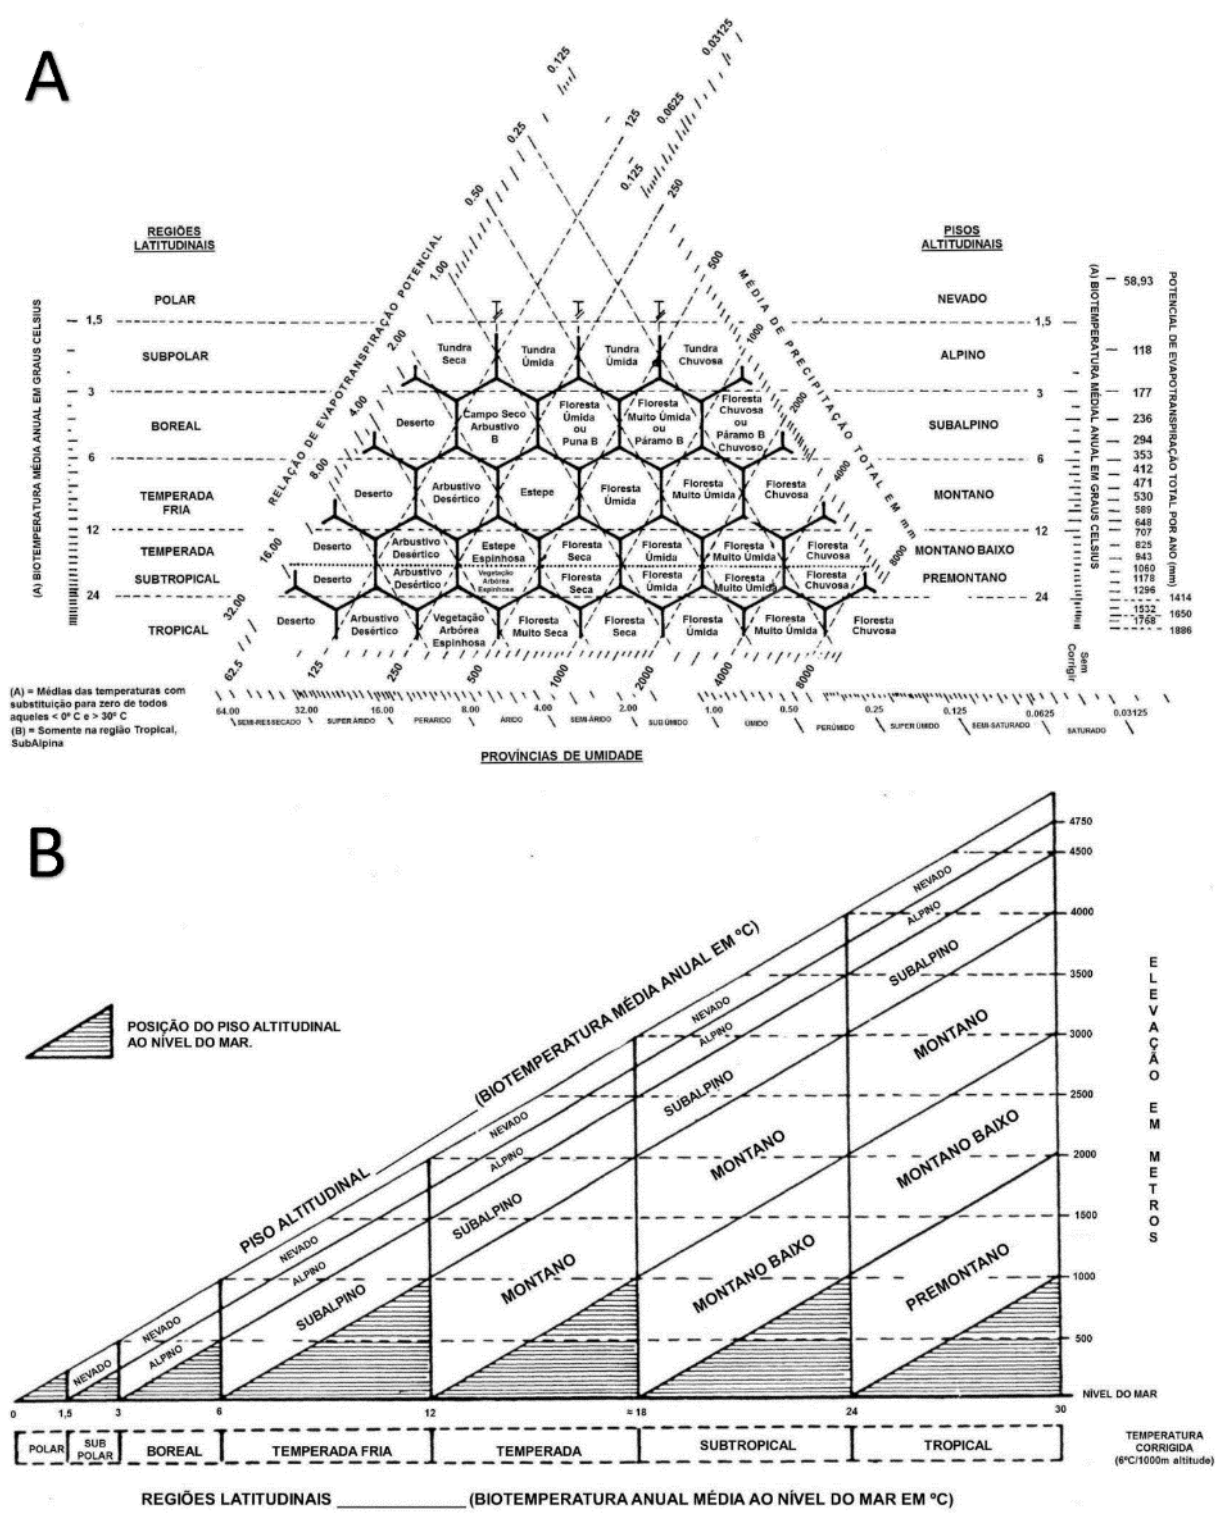 A
0.125
0.03125
0.25
125
0.0625
0.125
0.50
250
REGIÕES
LATITUDINAIS
PISOS
ALTITUDINAIS
1.00
500
RELAÇÃO DE EVAPOTRANSPIRAÇÃO POTENCIAL
MÉDIA DE PRECIPITAÇÃO TOTAL EM mm
(A) BIOTEMPERATURA MÉDIA ANUAL EM GRAUS CELSIUS
(A) BIOTEMPERATURA MÉDIAL ANUAL EM GRAUS CELSIUS
POTENCIAL DE EVAPOTRANSPIRAÇÃO TOTAL POR ANO (mm)
58,93
POLAR
NEVADO
1,5
1,5
2.00
1000
SUBPOLAR
Tundra
Seca
Tundra
Úmida
Tundra
Úmida
Tundra
Chuvosa
ALPINO
118
3
3
177
4.00
2000
BOREAL
Deserto
Campo Seco
Arbustivo
B
Floresta
Úmida
ou
Puna B
Floresta
Muito Úmida
ou
Páramo B
Floresta
Chuvosa
ou
Páramo B
Chuvoso
SUBALPINO
236
294
6
6
353
8.00
4000
412
TEMPERADA
FRIA
Deserto
Arbustivo
Desértico
Estepe
Floresta
Úmida
Floresta
Muito Úmida
Floresta
Chuvosa
MONTANO
471
530
589
648
12
12
707
16.00
8000
TEMPERADA
Deserto
Arbustivo
Desértico
Estepe
Espinhosa
Floresta
Seca
Floresta
Úmida
Floresta
Muito Úmida
Floresta
Chuvosa
MONTANO BAIXO
825
943
1060
SUBTROPICAL
Deserto
Arbustivo
Desértico
Vegetação
Arbórea
Espinhosa
Floresta
Seca
Floresta
Úmida
Floresta
Muito Úmida
Floresta
Chuvosa
PREMONTANO
1178
1296
24
24
1414
32.00
1532
1650
TROPICAL
Deserto
Arbustivo
Desértico
Vegetação
Arbórea
Espinhosa
Floresta
Muito Seca
Floresta
Seca
Floresta
Úmida
Floresta
Muito Úmida
Floresta
Chuvosa
1768
1886
Sem
Corrigir
62.5
125
250
500
1000
2000
4000
8000
(A) = Médias das temperaturas com
substituição para zero de todos
aqueles < 0º C e > 30º C
(B) = Somente na região Tropical,
SubAlpina
64.00
32.00
16.00
8.00
4.00
2.00
1.00
0.50
0.25
0.125
0.0625
0.03125
SEMI-RESSECADO
SUPER ÁRIDO
PERARIDO
ÁRIDO
SEMI-ÁRIDO
SUB ÚMIDO
ÚMIDO
PERÚMIDO
SUPER ÚMIDO
SEMI-SATURADO
SATURADO
PROVÍNCIAS DE UMIDADE
B
4750
4500
NEVADO
4000
ALPINO
SUBALPINO
3500
MONTANO
3000
2500
MONTANO BAIXO
2000
1500
PREMONTANO
1000
500
NÍVEL DO MAR
ELEVAÇÃO EM METROS
POSIÇÃO DO PISO ALTITUDINAL
AO NÍVEL DO MAR.
PISO ALTITUDINAL
(BIOTEMPERATURA MÉDIA ANUAL EM ºC)
NEVADO
ALPINO
SUBALPINO
MONTANO
MONTANO BAIXO
NEVADO
ALPINO
SUBALPINO
MONTANO
NEVADO
ALPINO
SUBALPINO
NEVADO
ALPINO
NEVADO
0
1,5
3
6
12
≈ 18
24
30
POLAR
SUB
POLAR
BOREAL
TEMPERADA FRIA
TEMPERADA
SUBTROPICAL
TROPICAL
TEMPERATURA
CORRIGIDA
(6ºC/1000m altitude)
REGIÕES LATITUDINAIS ____________ (BIOTEMPERATURA ANUAL MÉDIA AO NÍVEL DO MAR EM ºC)